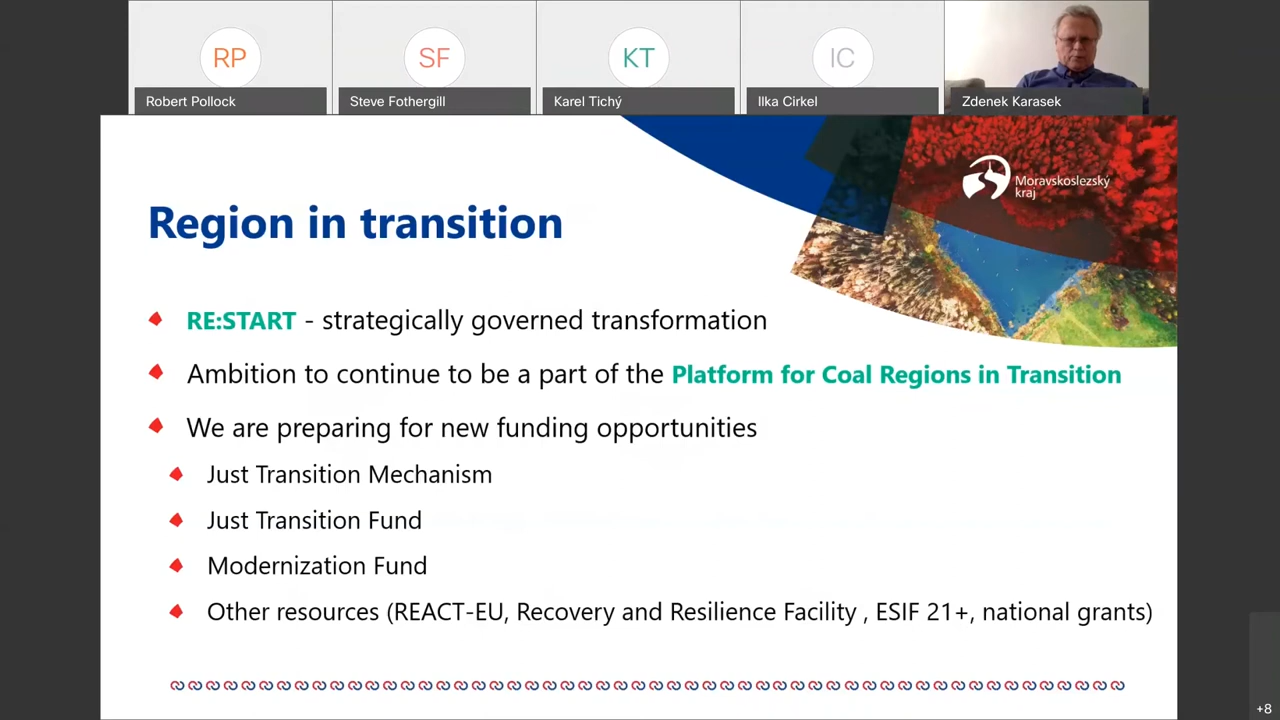 RP
SF
KT
IC
Robert Pollock
Steve Fothergill
Karel Tichý
Ilka Cirkel
Zdenek Karasek
Moravskoslezský
kraj
Region in transition
RE:START - strategically governed transformation
Ambition to continue to be a part of the Platform for Coal Regions in Transition
We are preparing for new funding opportunities
Just Transition Mechanism
Just Transition Fund
Modernization Fund
Other resources (REACT-EU, Recovery and Resilience Facility , ESIF 21+, national grants)
+8